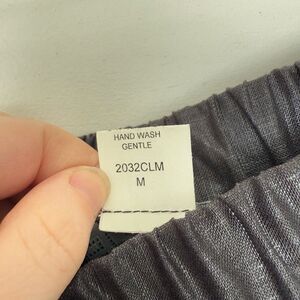 HAND WASH
GENTLE
2032CLM
M